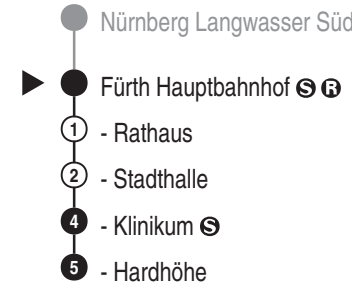 Nürnberg Langwasser Süd
Fürth Hauptbahnhof S R
1 - Rathaus
2 - Stadthalle
4 - Klinikum S
5 - Hardhöhe